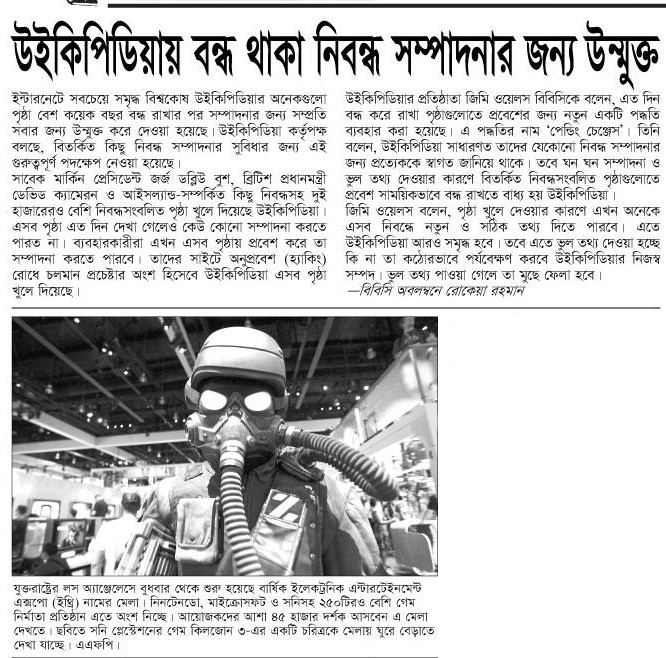 উইকিপিডিয়ায় বন্ধ থাকা নিবন্ধ সম্পাদনার জন্য উন্মুক্ত
ইন্টারনেটে সবচেয়ে সমৃদ্ধ বিশ্বকোষ উইকিপিডিয়ার অনেকগুলো
পৃষ্ঠা বেশ কয়েক বছর বন্ধ রাখার পর সম্পাদনার জন্য সম্প্রতি
সবার জন্য উন্মুক্ত করে দেওয়া হয়েছে। উইকিপিডিয়া কর্তৃপক্ষ
বলছে, বিতর্কিত কিছু নিবন্ধ সম্পাদনার সুবিধার জন্য এই
গুরুত্বপূর্ণ পদক্ষেপ নেওয়া হয়েছে।
সাবেক মার্কিন প্রেসিডেন্ট জর্জ ডব্লিউ বুশ, ব্রিটিশ প্রধানমন্ত্রী
ডেভিড ক্যামেরন ও আইসল্যান্ড-সম্পর্কিত কিছু নিবন্ধসহ দুই
হাজারেরও বেশি নিবন্ধসংবলিত পৃষ্ঠা খুলে দিয়েছে উইকিপিডিয়া।
এসব পৃষ্ঠা এত দিন দেখা গেলেও কেউ কোনো সম্পাদনা করতে
পারত না। ব্যবহারকারীরা এখন এসব পৃষ্ঠায় প্রবেশ করে তা
সম্পাদনা করতে পারবে। তাদের সাইটে অনুপ্রবেশ (হ্যাকিং)
রোধে চলমান প্রচেষ্টার অংশ হিসেবে উইকিপিডিয়া এসব পৃষ্ঠা
খুলে দিয়েছে।
উইকিপিডিয়ার প্রতিষ্ঠাতা জিমি ওয়েলস বিবিসিকে বলেন, এত দিন
বন্ধ করে রাখা পৃষ্ঠাগুলোতে প্রবেশের জন্য নতুন একটি পদ্ধতি
ব্যবহার করা হয়েছে। এ পদ্ধতির নাম 'পেন্ডিং চেঞ্জেস'। তিনি
বলেন, উইকিপিডিয়া সাধারণত তাদের যেকোনো নিবন্ধ সম্পাদনার
জন্য প্রত্যেককে স্বাগত জানিয়ে থাকে। তবে ঘন ঘন সম্পাদনা ও
ভুল তথ্য দেওয়ার কারণে বিতর্কিত নিবন্ধসংবলিত পৃষ্ঠাগুলোতে
প্রবেশ সাময়িকভাবে বন্ধ রাখতে বাধ্য হয় উইকিপিডিয়া।
জিমি ওয়েলস বলেন, পৃষ্ঠা খুলে দেওয়ার কারণে এখন অনেকে
এসব নিবন্ধে নতুন ও সঠিক তথ্য দিতে পারবে। এতে
উইকিপিডিয়া আরও সমৃদ্ধ হবে। তবে এতে ভুল তথ্য দেওয়া হচ্ছে
কি না তা কঠোরভাবে পর্যবেক্ষণ করবে উইকিপিডিয়ার নিজস্ব
সম্পদ। ভুল তথ্য পাওয়া গেলে তা মুছে ফেলা হবে।
—বিবিসি অবলম্বনে রোকেয়া রহমান
যুক্তরাষ্ট্রের লস অ্যাঞ্জেলেসে বুধবার থেকে শুরু হয়েছে বার্ষিক ইলেকট্রনিক এন্টারটেইনমেন্ট
এক্সপো (ইথ্রি) নামের মেলা। নিনটেনডো, মাইক্রোসফট ও সনিসহ ২৫০টিরও বেশি গেম
নির্মাতা প্রতিষ্ঠান এতে অংশ নিচ্ছে। আয়োজকদের আশা ৪৫ হাজার দর্শক আসবেন এ মেলা
দেখতে। ছবিতে সনি প্লেস্টেশনের গেম কিলজোন ৩-এর একটি চরিত্রকে মেলায় ঘুরে বেড়াতে
দেখা যাচ্ছে। এএফপি।